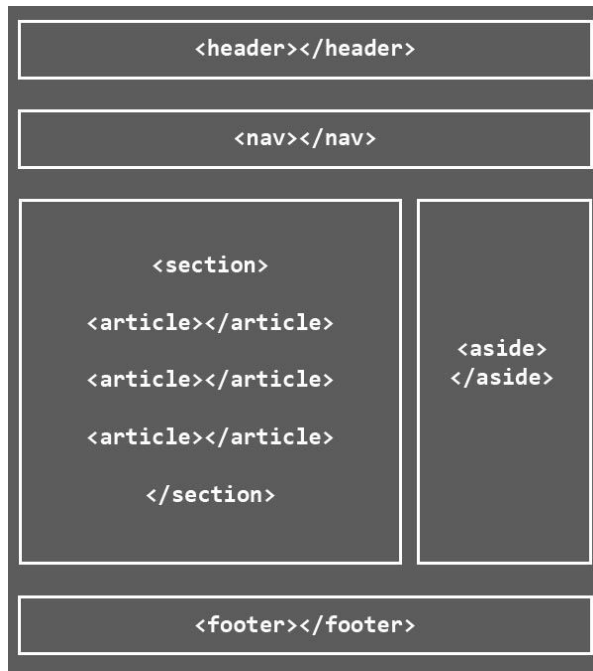 <header></header>
<nav></nav>
<section>
<article></article>
<article></article>
<article></article>
</section>
<aside>
</aside>
<footer></footer>